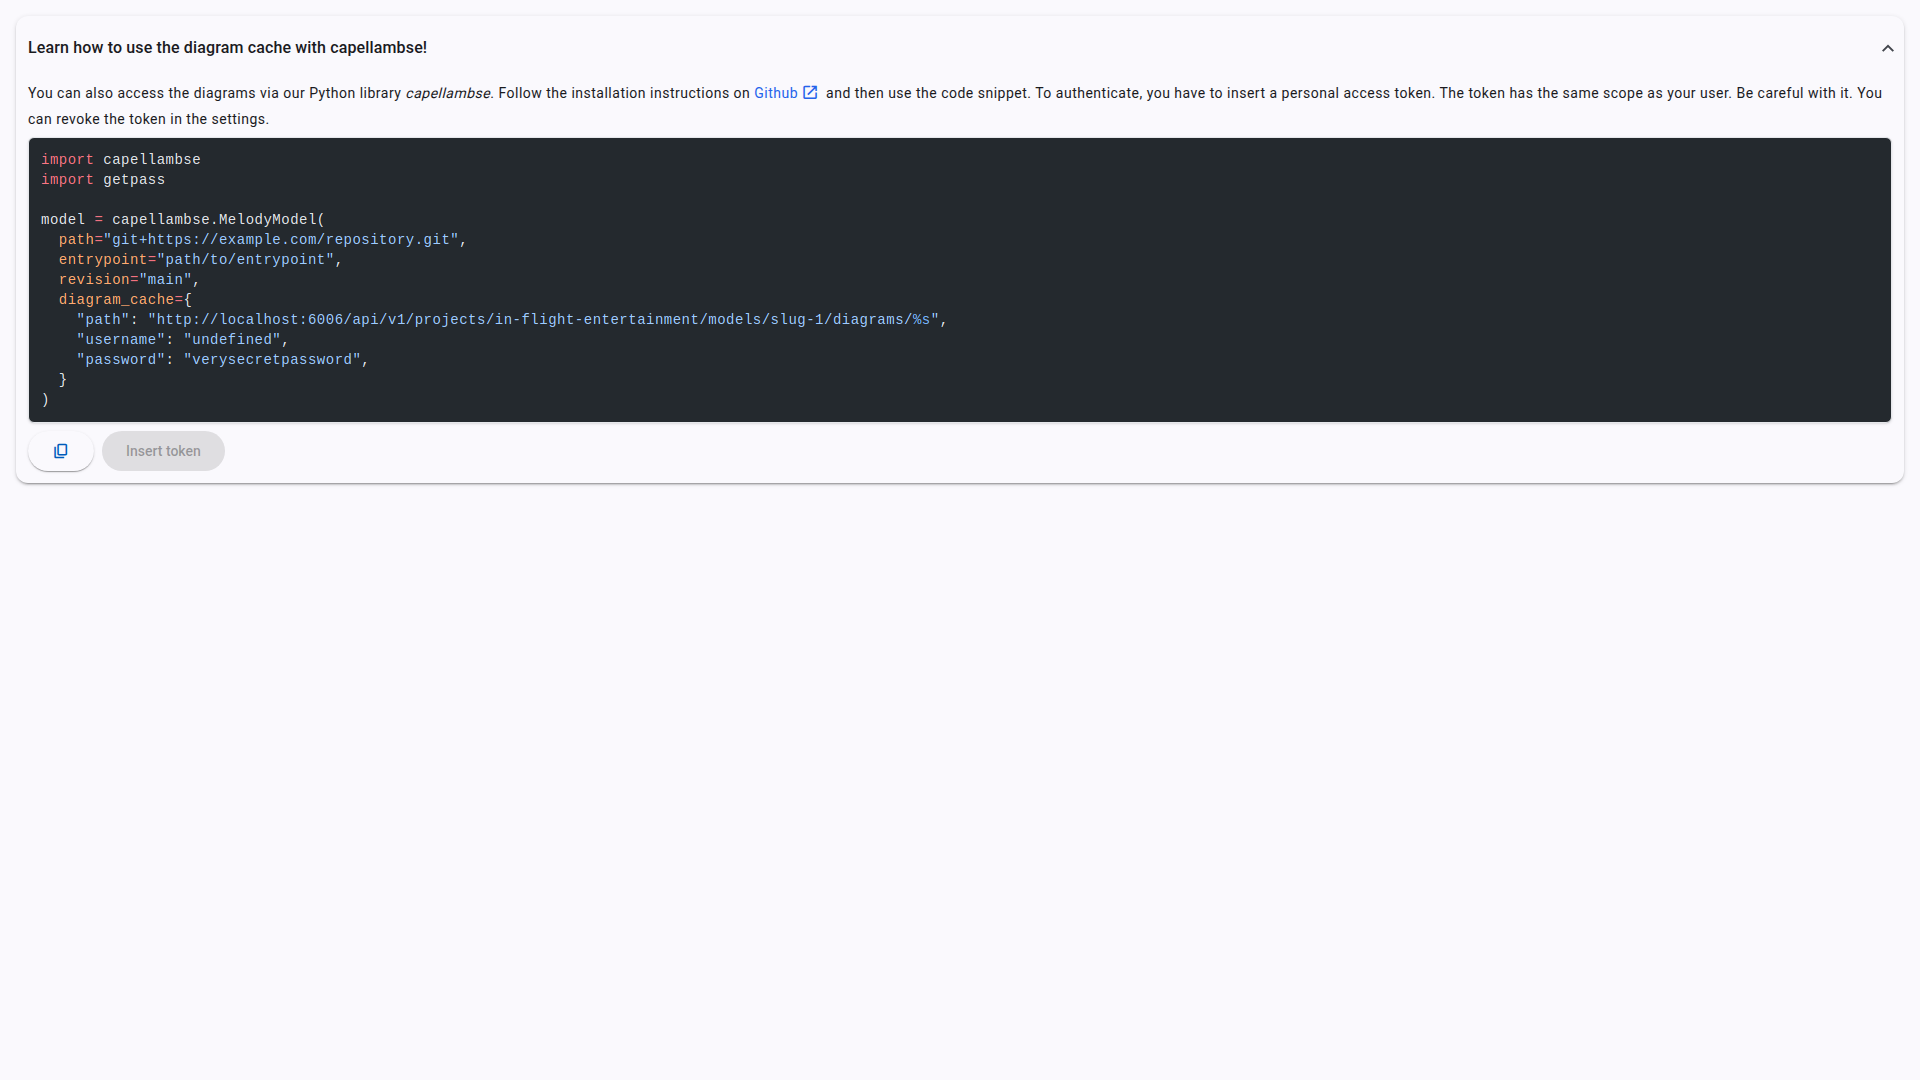 Learn how to use the diagram cache with capellambse!
You can also access the diagrams via our Python library capellambse. Follow the installation instructions on Github and then use the code snippet. To authenticate, you have to insert a personal access token. The token has the same scope as your user. Be careful with it. You
can revoke the token in the settings.
import capellambse
import getpass

model = capellambse.MelodyModel(
  path="git+https://example.com/repository.git",
  entrypoint="path/to/entrypoint",
  revision="main",
  diagram_cache={
    "path": "http://localhost:6006/api/v1/projects/in-flight-entertainment/models/slug-1/diagrams/%s",
    "username": "undefined",
    "password": "verysecretpassword",
  }
)
Insert token